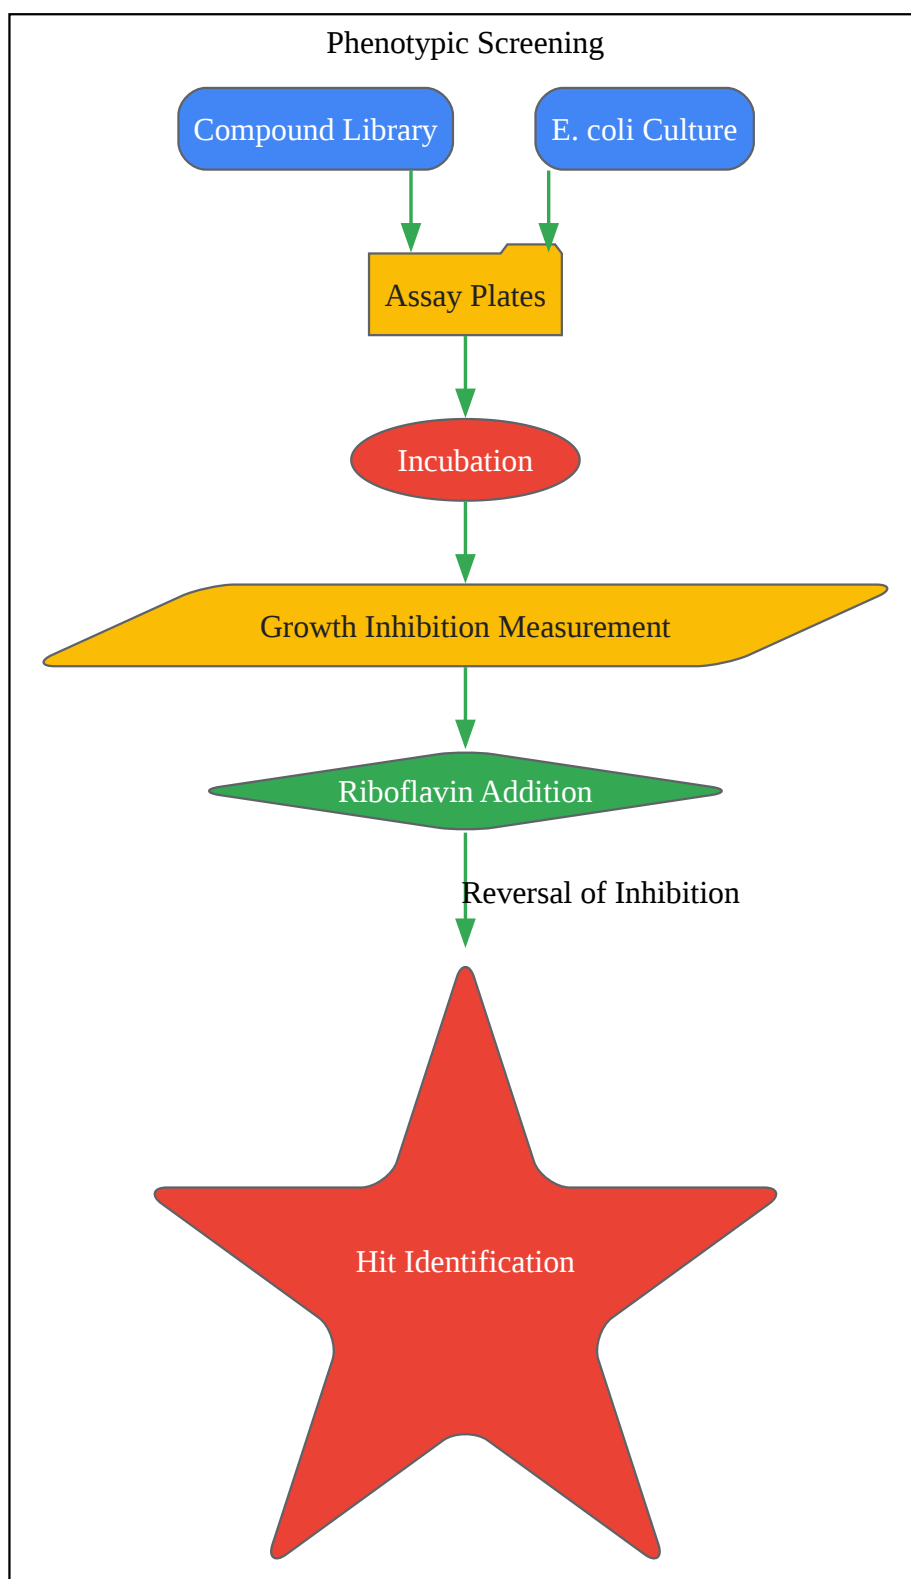 Phenotypic Screening
Compound Library
E. coli Culture
Assay Plates
Incubation
Growth Inhibition Measurement
Riboflavin Addition
Reversal of Inhibition
Hit Identification